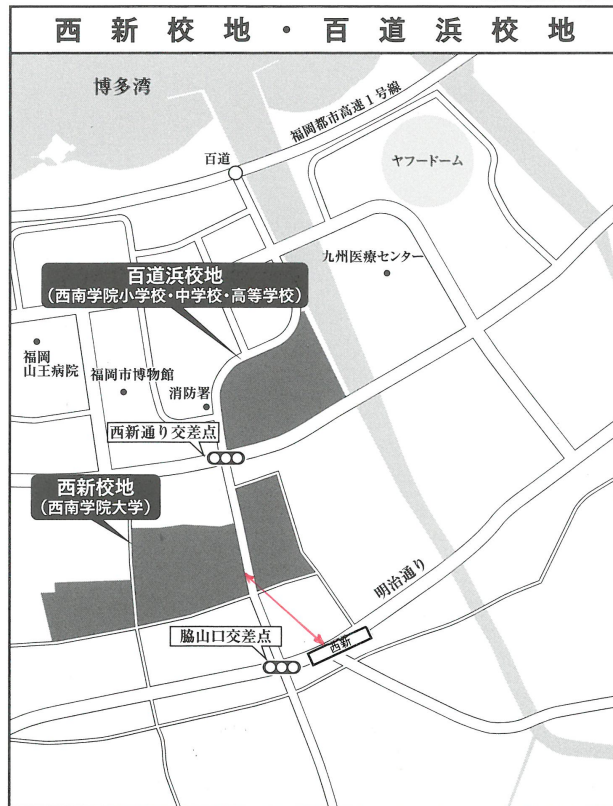 西新校地・百道浜校地
博多湾
福岡都市高速1号線
百道
ヤフードーム
九州医療センター
百道浜校地
(西南学院小学校・中学校・高等学校)
福岡
山王病院
福岡市博物館
消防署
西新通り交差点
西新校地
(西南学院大学)
明治通り
脇山口交差点
西新